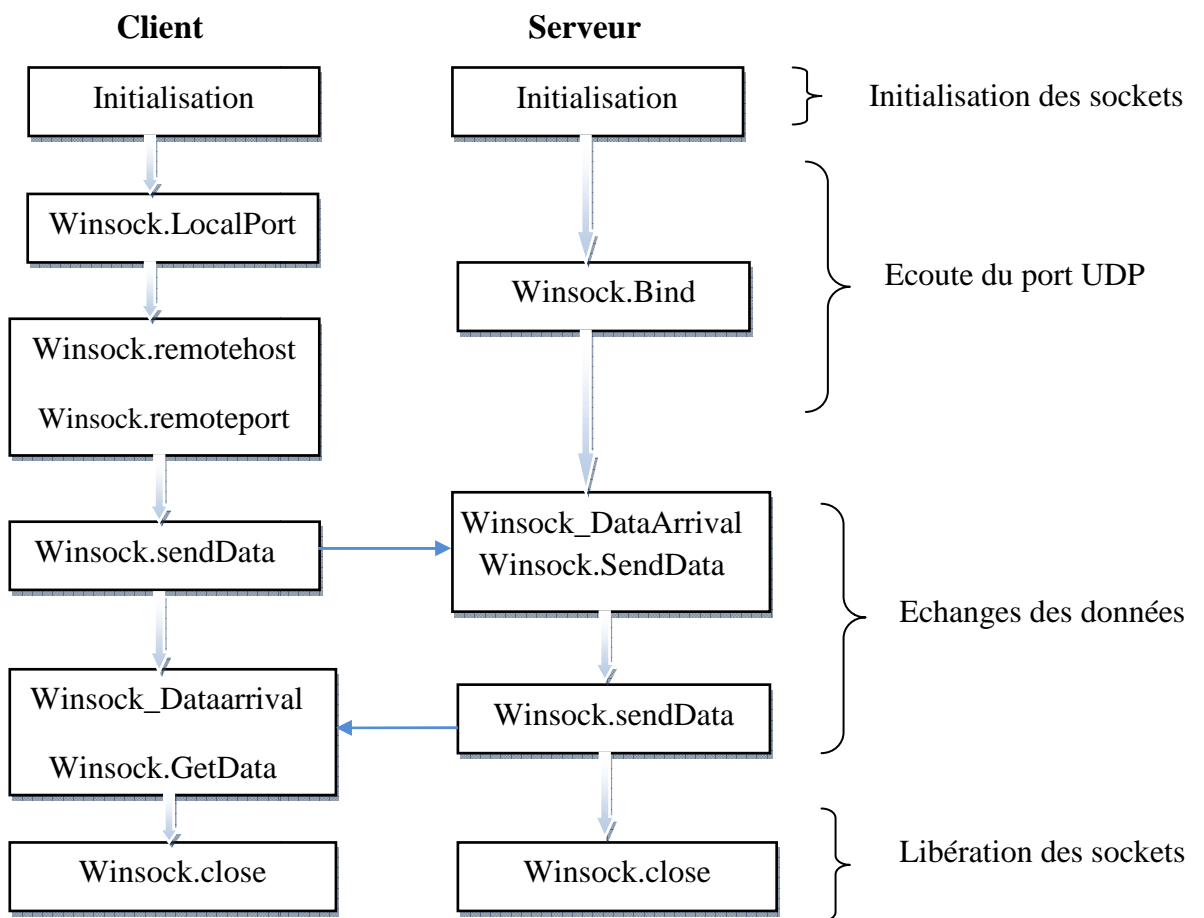 Client
Serveur
Initialisation
Initialisation
Initialisation des sockets
Winsock.LocalPort
Winsock.Bind
Ecoute du port UDP
Winsock.remotehost
Winsock.remoteport
Winsock.sendData
Winsock_DataArrival
Winsock.SendData
Echanges des données
Winsock_Dataarrival
Winsock.GetData
Winsock.sendData
Winsock.close
Winsock.close
Libération des sockets